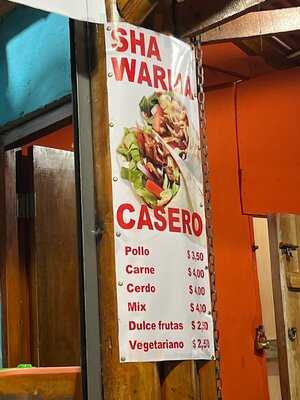 SHA
WARMA
CASERO
Pollo $3,50
Carne $4,00
Cerdo $4,00
Mix $4,00
Dulce frutas $2,50
Vegetariano $2,50